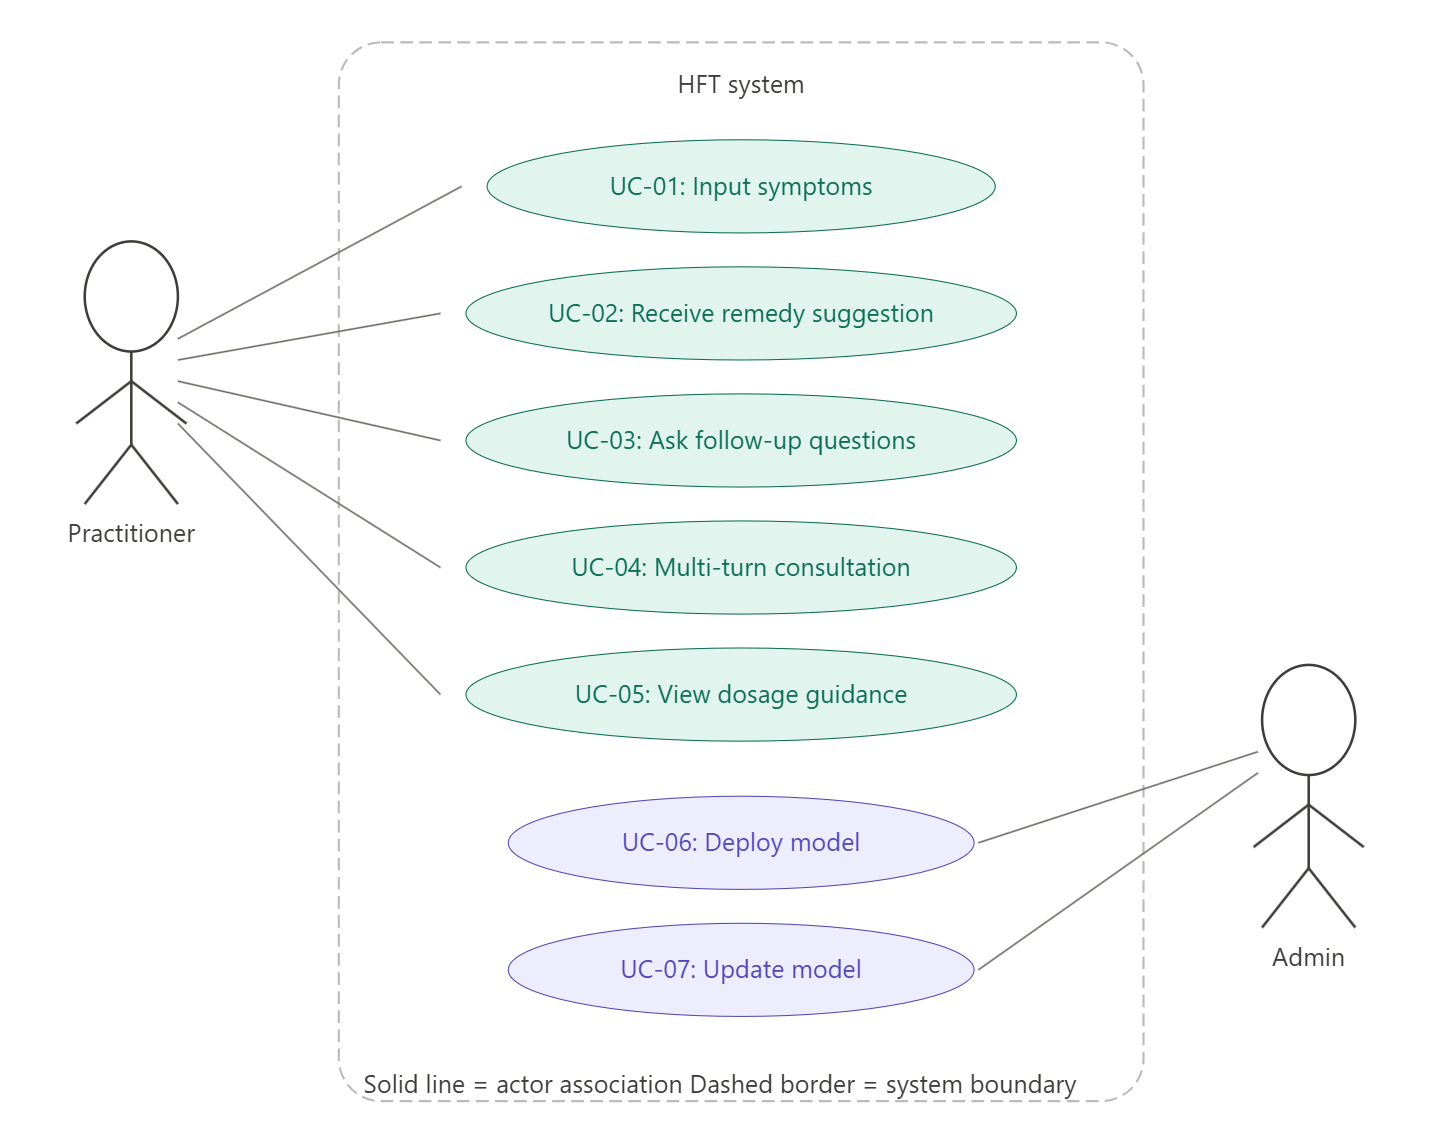 HFT system
UC-01: Input symptoms
UC-02: Receive remedy suggestion
UC-03: Ask follow-up questions
Practitioner
UC-04: Multi-turn consultation
UC-05: View dosage guidance
UC-06: Deploy model
Admin
UC-07: Update model
Solid line = actor association Dashed border = system boundary